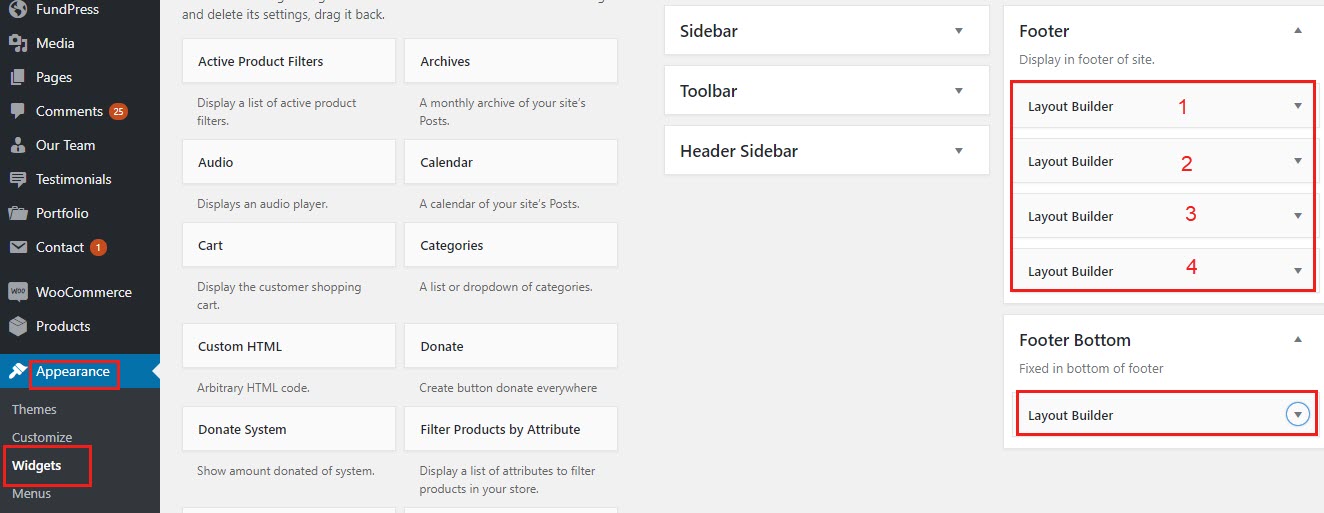 FundPress
Media
Pages
Comments 25
Our Team
Testimonials
Portfolio
Contact 1
WOO WooCommerce
Products
Appearance
Themes
Customize
Widgets
Menus
and delete its settings, drag it back.
Active Product Filters
Display a list of active product
filters.
Archives
A monthly archive of your site's
Posts.
Audio
Displays an audio player.
Calendar
A calendar of your site's Posts.
Cart
Display the customer shopping
cart.
Categories
A list or dropdown of categories.
Custom HTML
Arbitrary HTML code.
Donate
Create button donate everywhere
Donate System
Show amount donated of system.
Filter Products by Attribute
Display a list of attributes to filter
products in your store.
Sidebar
Toolbar
Header Sidebar
Footer
Display in footer of site.
Layout Builder 1
Layout Builder 2
Layout Builder 3
Layout Builder 4
Footer Bottom
Fixed in bottom of footer
Layout Builder